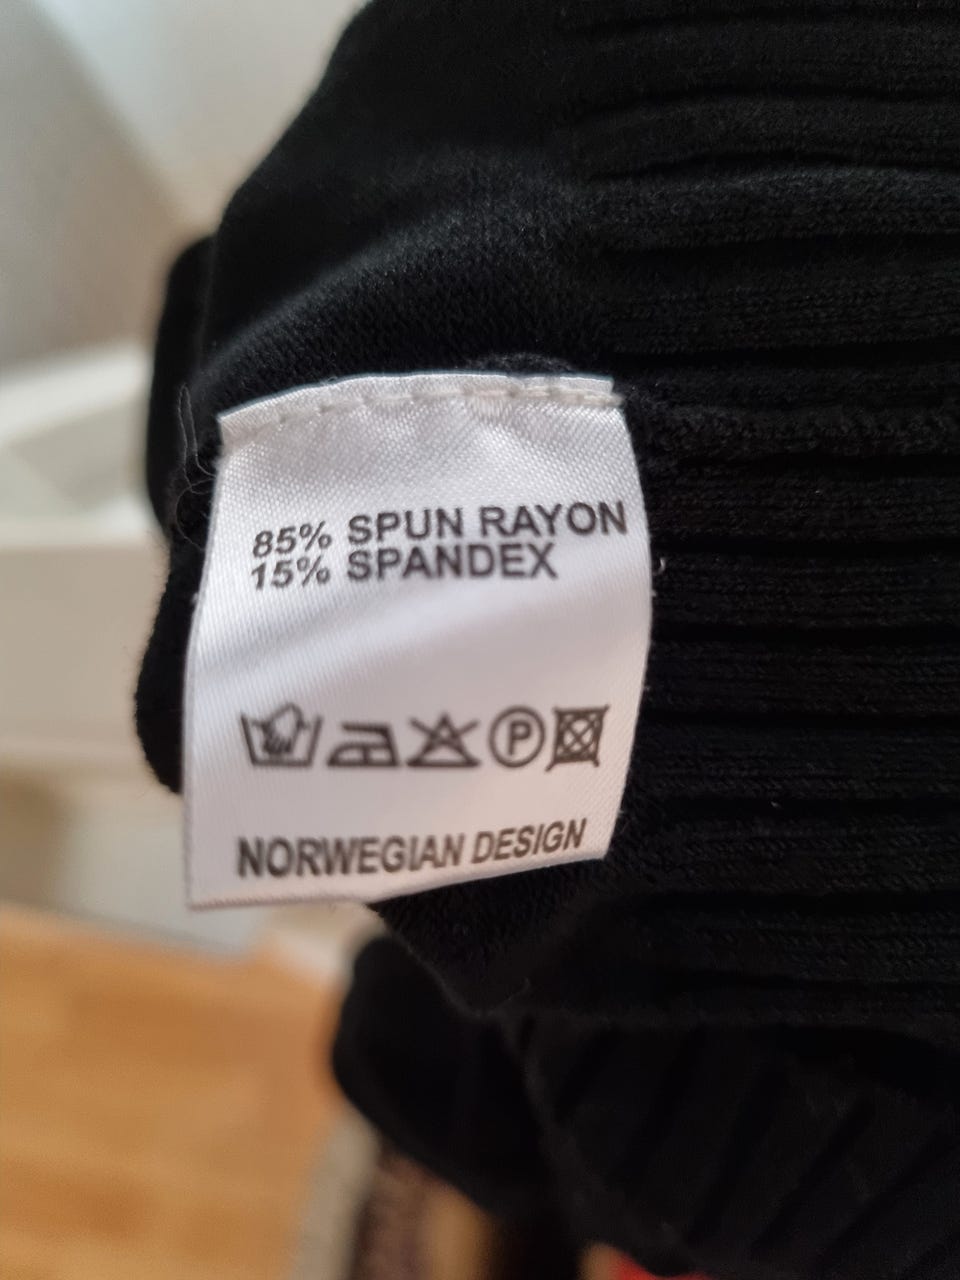 85% SPUN RAYON
15% SPANDEX
P
NORWEGIAN DESIGN